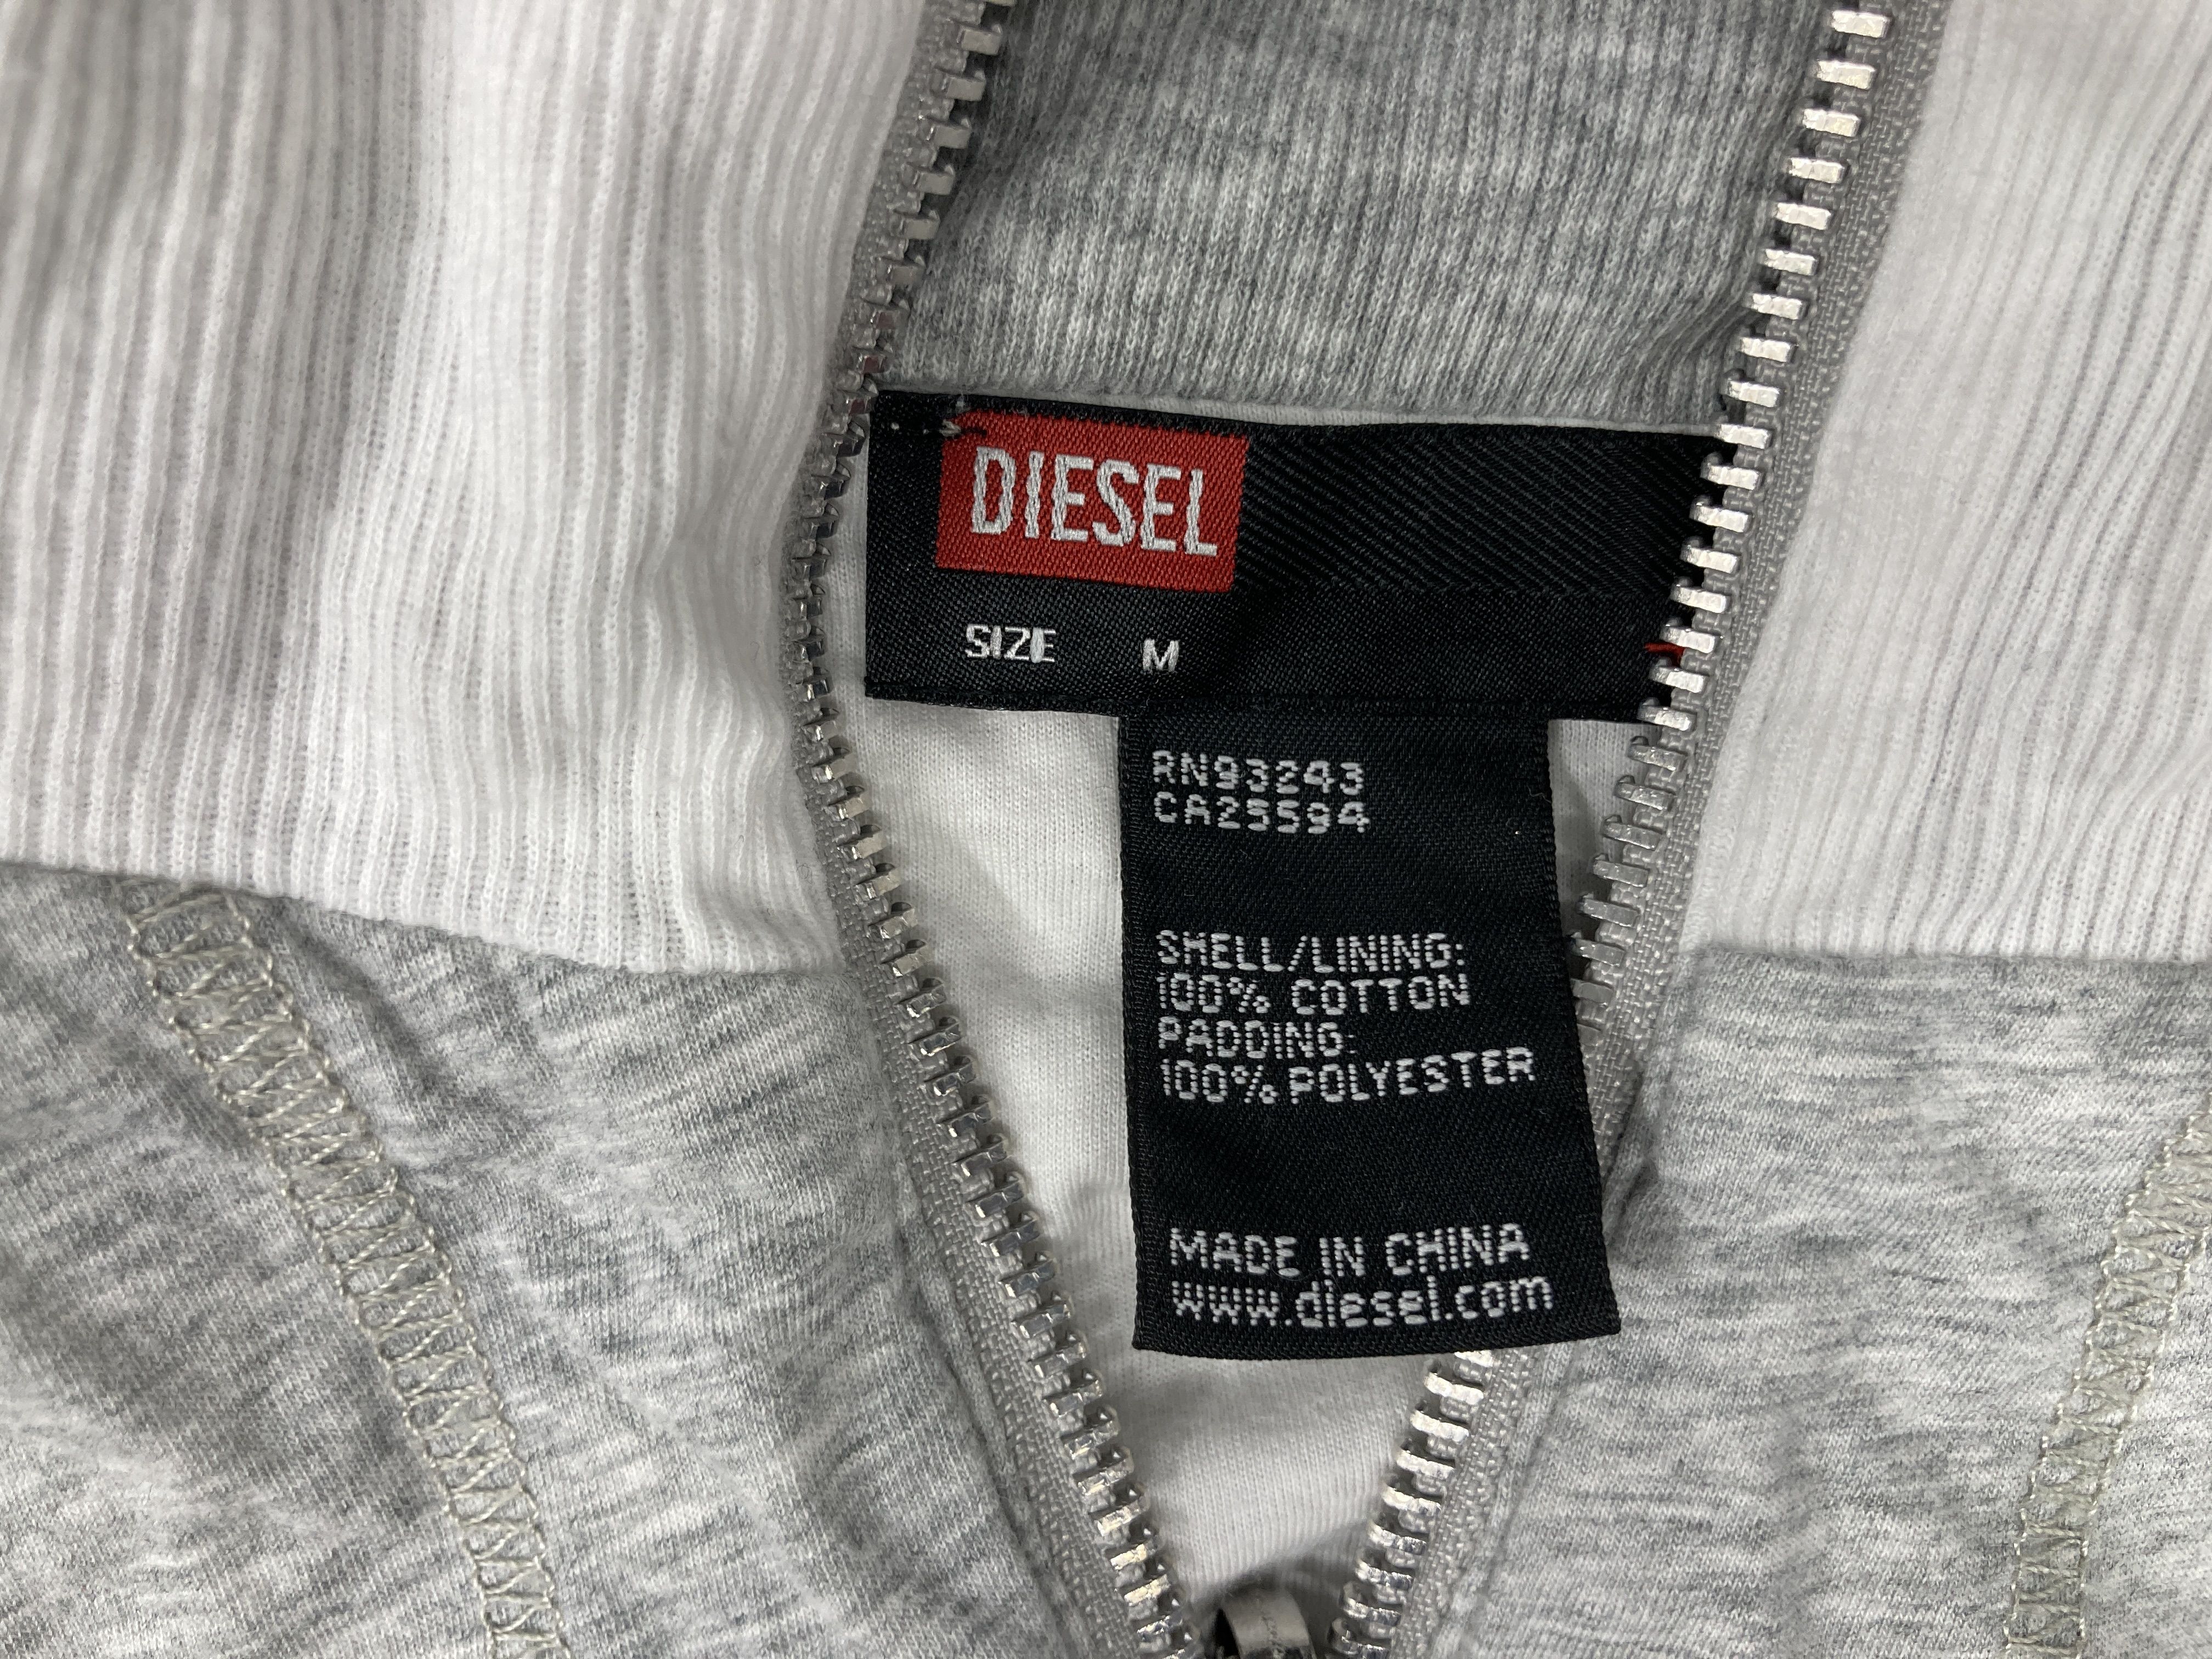 DIESEL
SIZE M
RN93243
CA25594
SHELL/LINING:
100% COTTON
PADDING:
100% POLYESTER
MADE IN CHINA
www.diesel.com